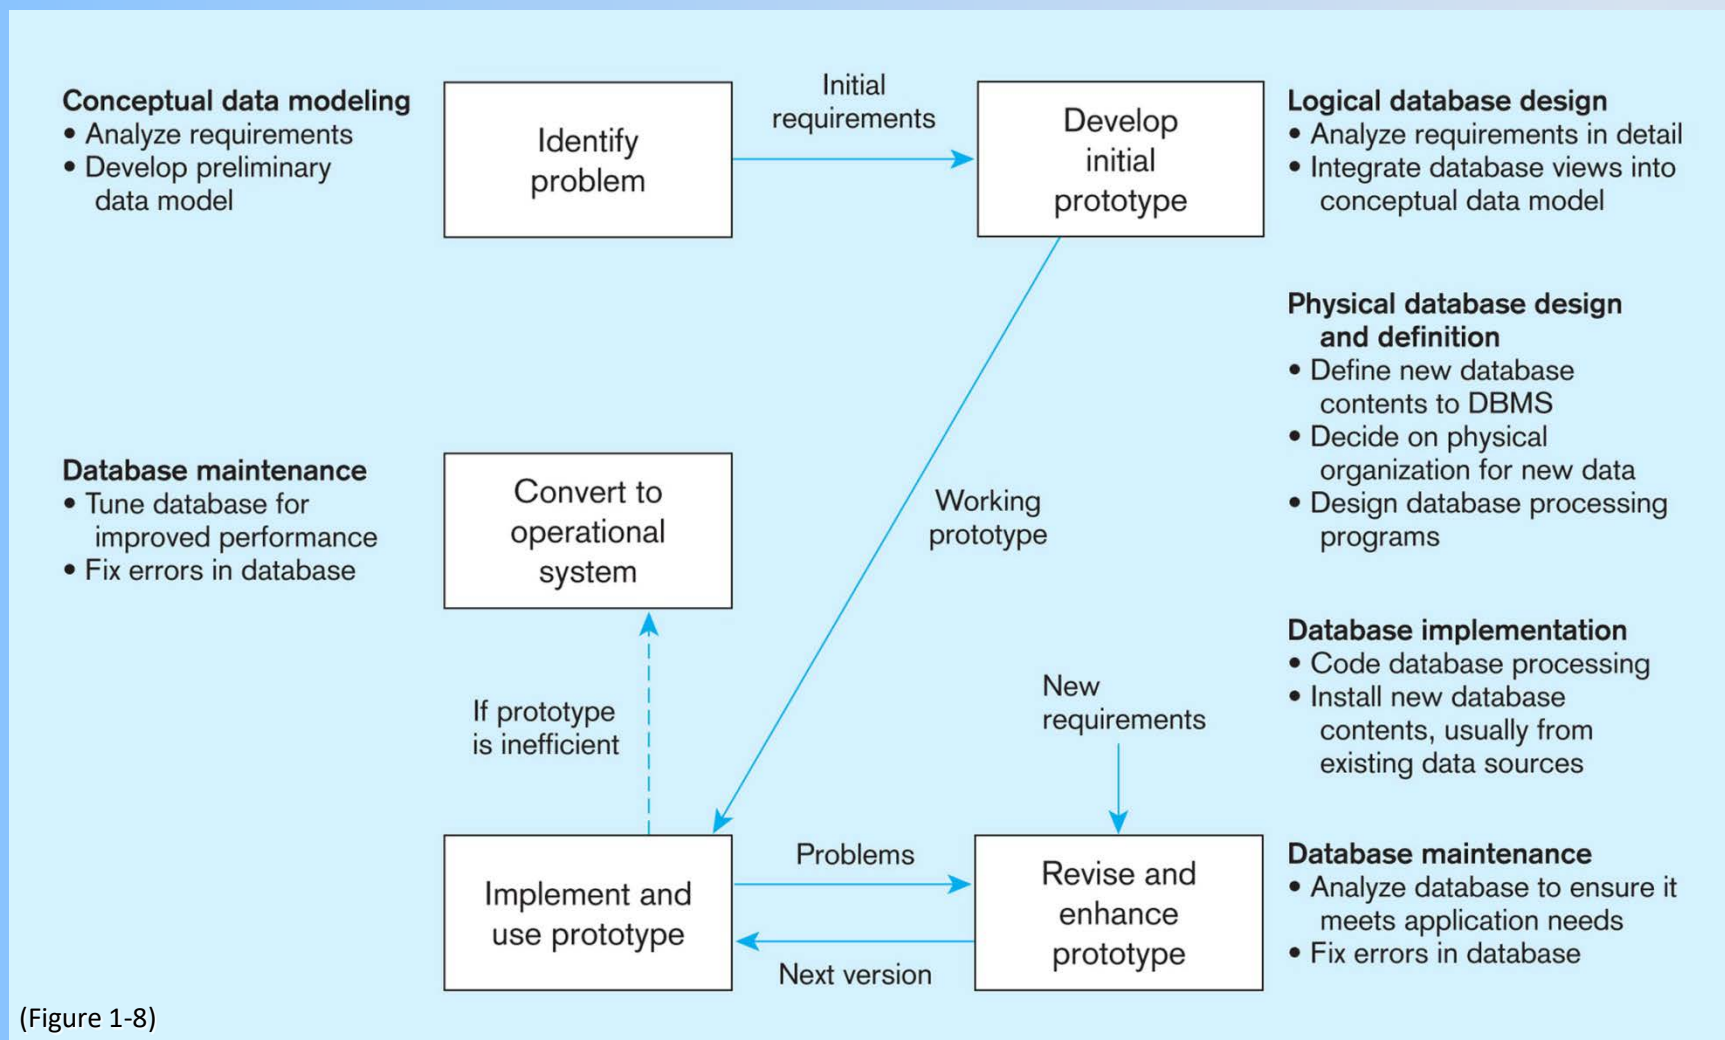 Conceptual data modeling
• Analyze requirements
• Develop preliminary
data model
Identify
problem
Initial
requirements
Develop
initial
prototype
Logical database design
• Analyze requirements in detail
• Integrate database views into
conceptual data model
Physical database design
and definition
• Define new database
contents to DBMS
• Decide on physical
organization for new data
• Design database processing
programs
Database maintenance
• Tune database for
improved performance
• Fix errors in database
Convert to
operational
system
Working
prototype
Database implementation
• Code database processing
• Install new database
contents, usually from
existing data sources
If prototype
is inefficient
New
requirements
Implement and
use prototype
Problems
Next version
Revise and
enhance
prototype
Database maintenance
• Analyze database to ensure it
meets application needs
• Fix errors in database
(Figure 1-8)